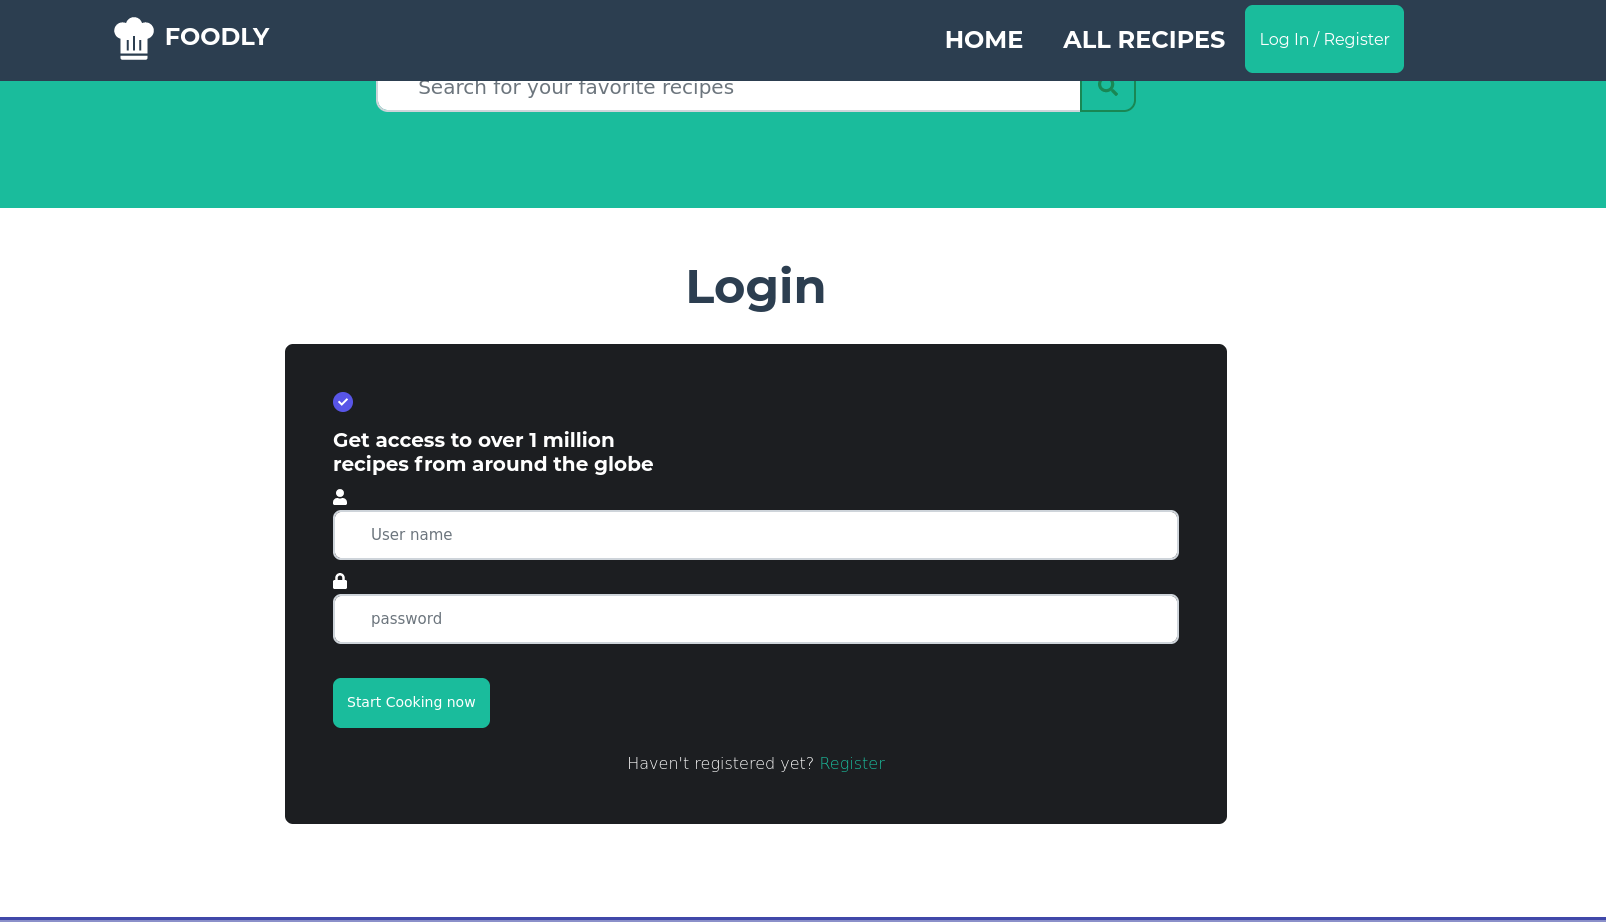 FOODLY
HOME ALL RECIPES Log In / Register
Search for your favorite recipes
Login
Get access to over 1 million
recipes from around the globe
User name
password
Start Cooking now
Haven't registered yet? Register